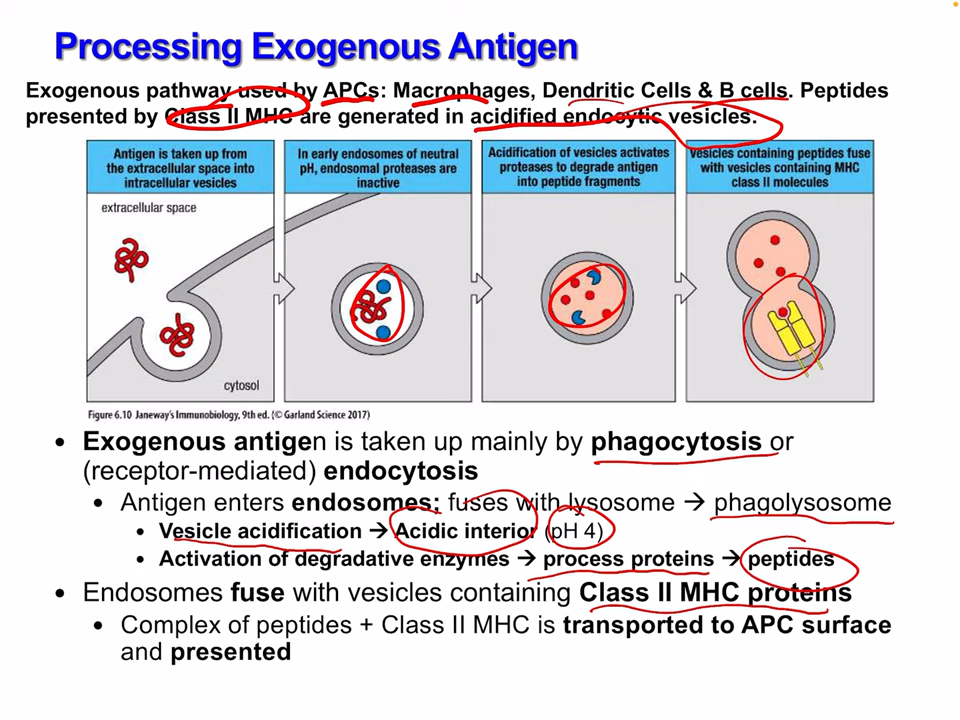 Processing Exogenous Antigen
Exogenous pathway used by APCs: Macrophages, Dendritic Cells & B cells. Peptides
presented by Class II MHC are generated in acidified endocytic vesicles.
Antigen is taken up from
the extracellular space into
intracellular vesicles
In early endosomes of neutral
pH, endosomal proteases are
inactive
Acidification of vesicles activates
proteases to degrade antigen
into peptide fragments
Vesicles containing peptides fuse
with vesicles containing MHC
class II molecules
extracellular space
cytosol
Figure 6.10 Janeway's Immunobiology, 9th ed. (© Garland Science 2017)
• Exogenous antigen is taken up mainly by phagocytosis or
(receptor-mediated) endocytosis
• Antigen enters endosomes; fuses with lysosome → phagolysosome
• Vesicle acidification → Acidic interior (pH 4)
• Activation of degradative enzymes → process proteins → peptides
• Endosomes fuse with vesicles containing Class II MHC proteins
• Complex of peptides + Class II MHC is transported to APC surface
and presented